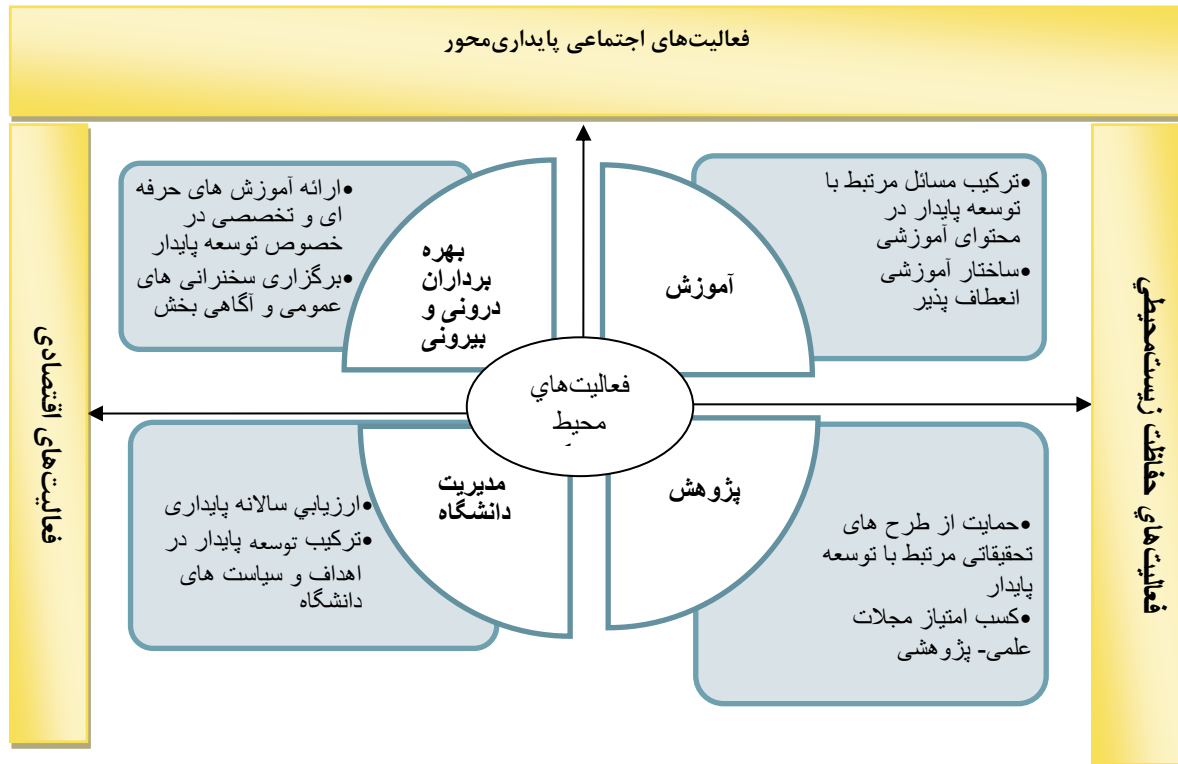 فعالیت‌های اجتماعی پایداری‌محور
•ترکیب مسائل مرتبط با
توسعه پایدار در
محتوای آموزشی
•ساختار آموزشی
انعطاف پذیر
آموزش
بهره
برداران
درونی و
بیرونی
•ارائه آموزش های حرفه
ای و تخصصی در
خصوص توسعه پایدار
•برگزاری سخنرانی های
عمومی و آگاهی بخش
فعالیت‌هاي حفاظت زیست‌محیطي
فعالیت‌هاي
محیط
فعالیت‌های اقتصادی
پژوهش
•حمایت از طرح های
تحقیقاتی مرتبط با توسعه
پایدار
•کسب امتیاز مجلات
علمی- پژوهشی
مدیریت
دانشگاه
•ارزیابي سالانه پایداری
•ترکیب توسعه پایدار در
اهداف و سیاست های
دانشگاه